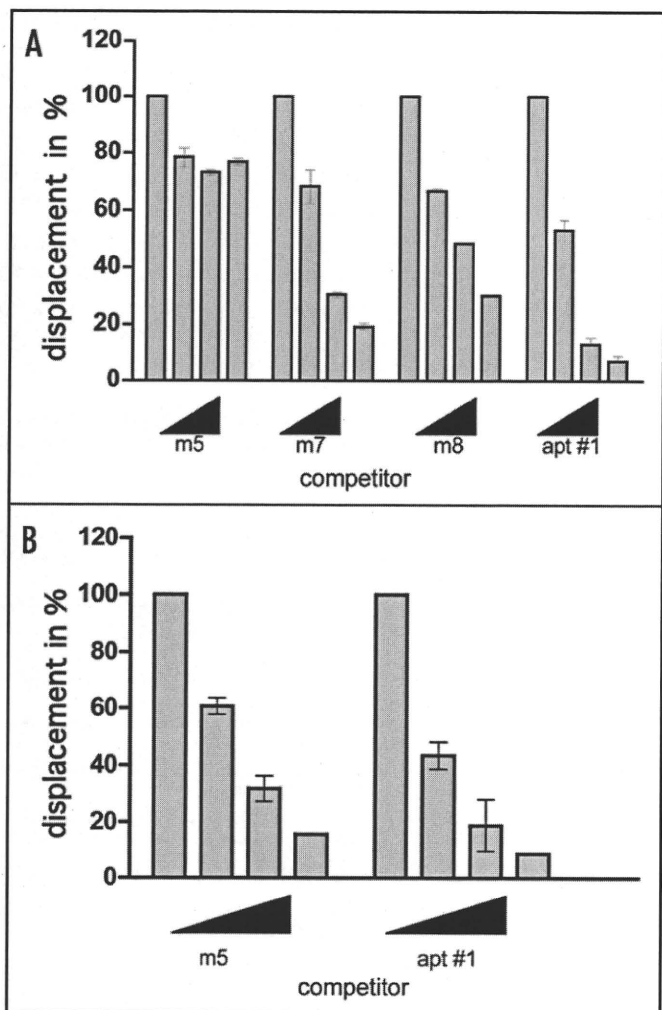 A
displacement in %
120
100
80
60
40
20
0
m5 m7 m8 apt #1
competitor
B
displacement in %
120
100
80
60
40
20
0
m5 apt #1
competitor